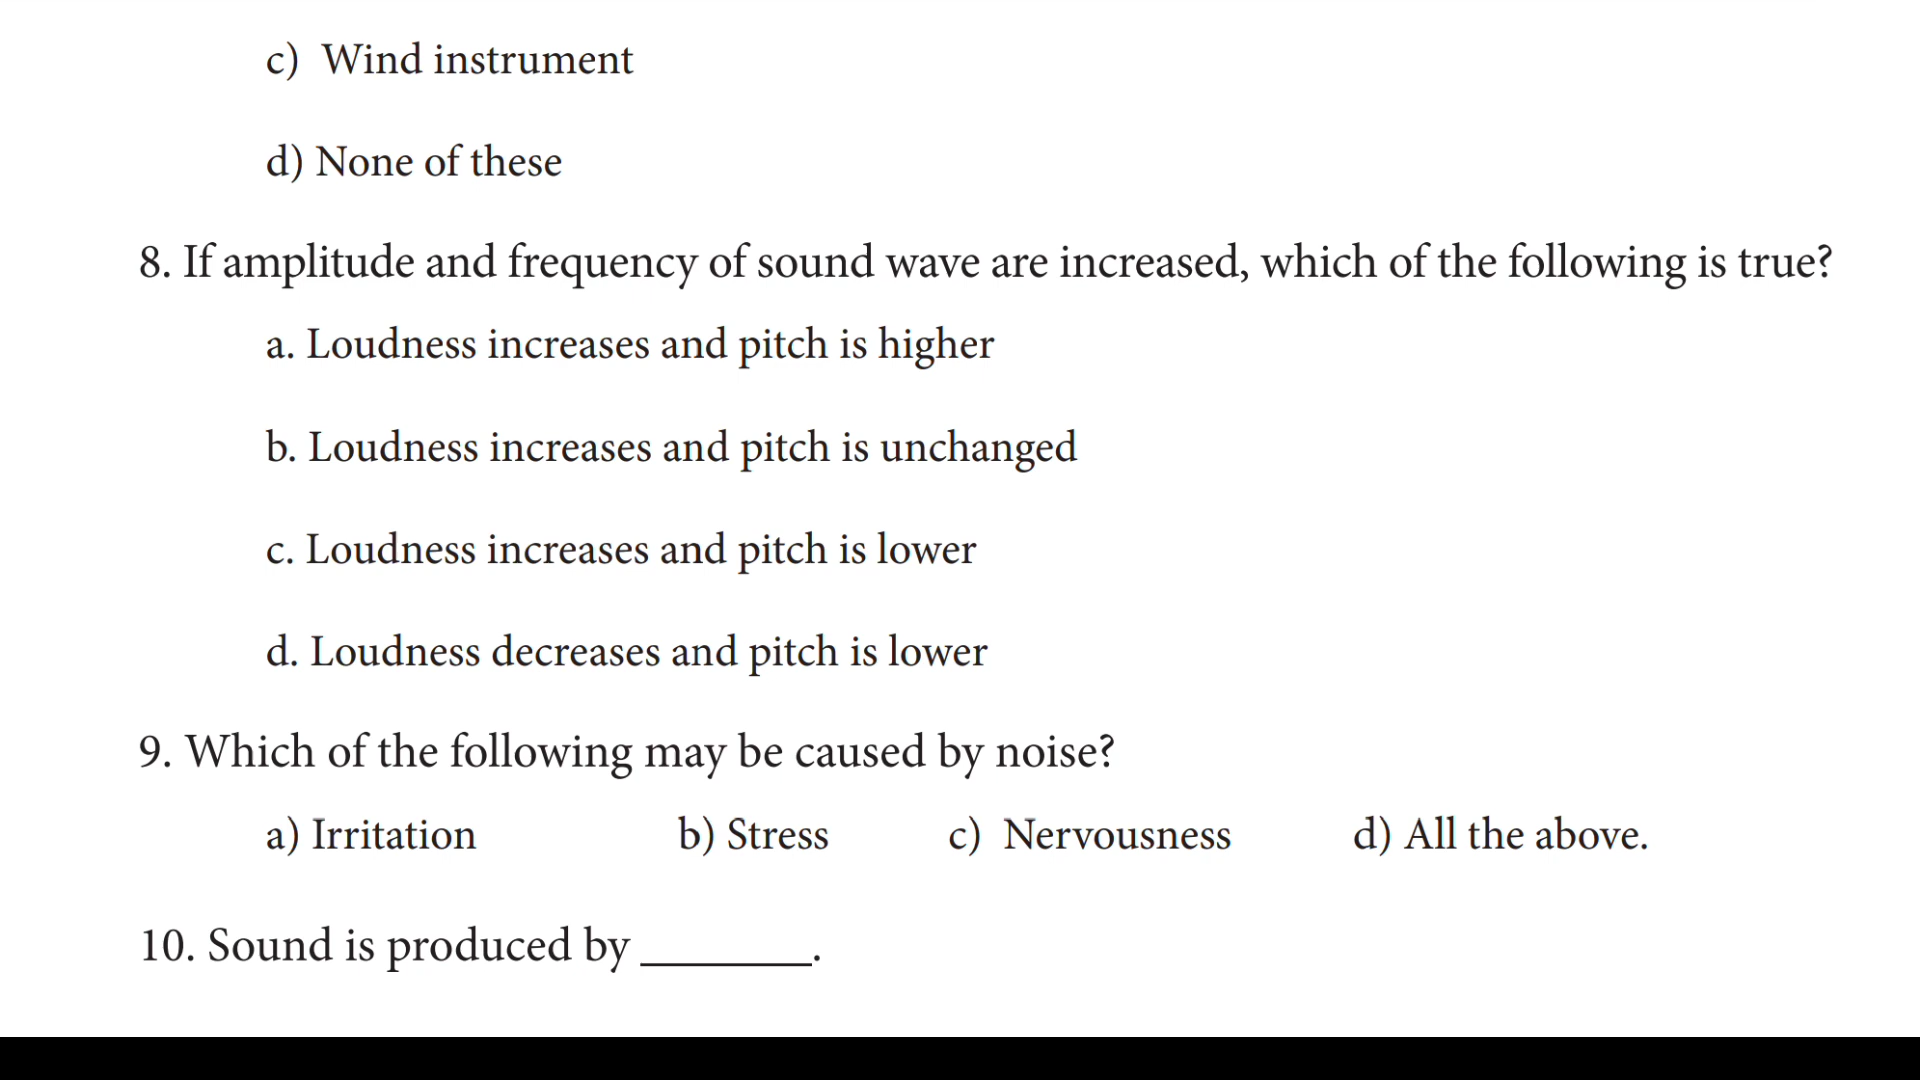 c) Wind instrument
d) None of these
8. If amplitude and frequency of sound wave are increased, which of the following is true?
a. Loudness increases and pitch is higher
b. Loudness increases and pitch is unchanged
c. Loudness increases and pitch is lower
d. Loudness decreases and pitch is lower
9. Which of the following may be caused by noise?
a) Irritation b) Stress c) Nervousness d) All the above.
10. Sound is produced by ________.